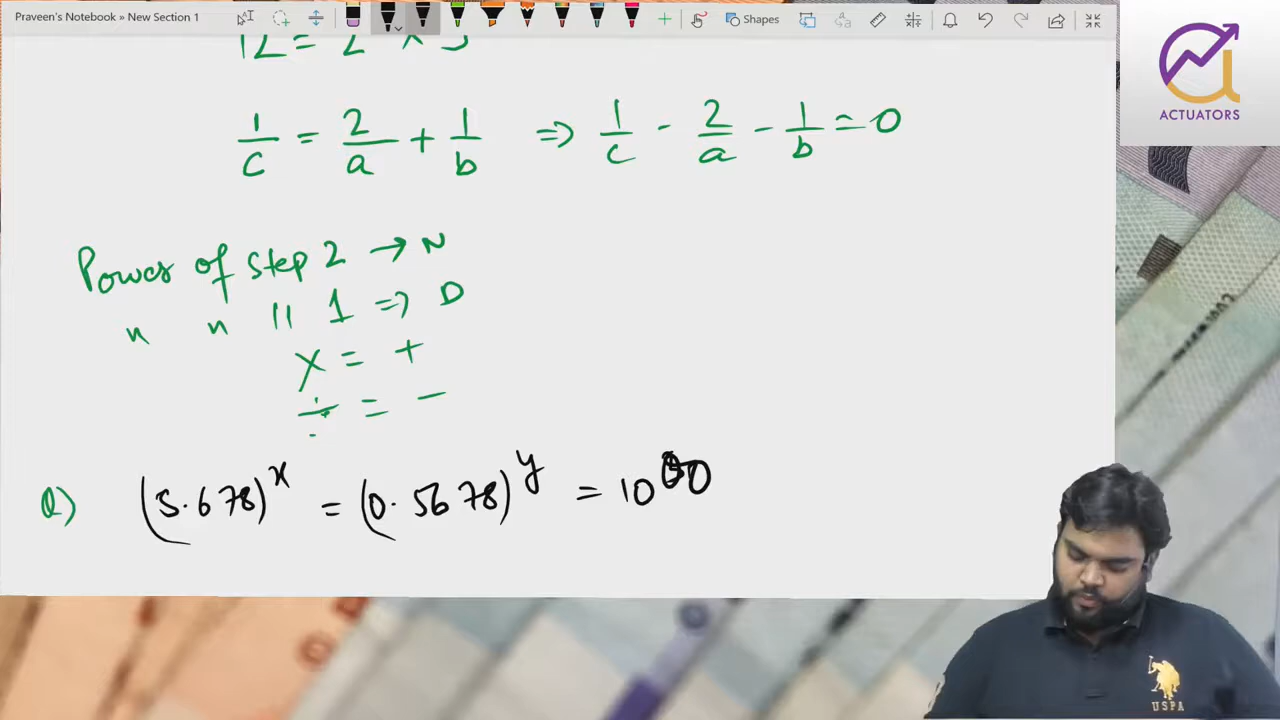 Praveen's Notebook » New Section 1
Shapes
ACTUATORS
12 = 2 × 3
1/c = 2/a + 1/b ⇒ 1/c - 2/a - 1/b = 0
Power of Step 2 → N
" " " 1 ⇒ D
× = +
÷ = -
Q) (5.678)^x = (0.5678)^y = 10
USPA